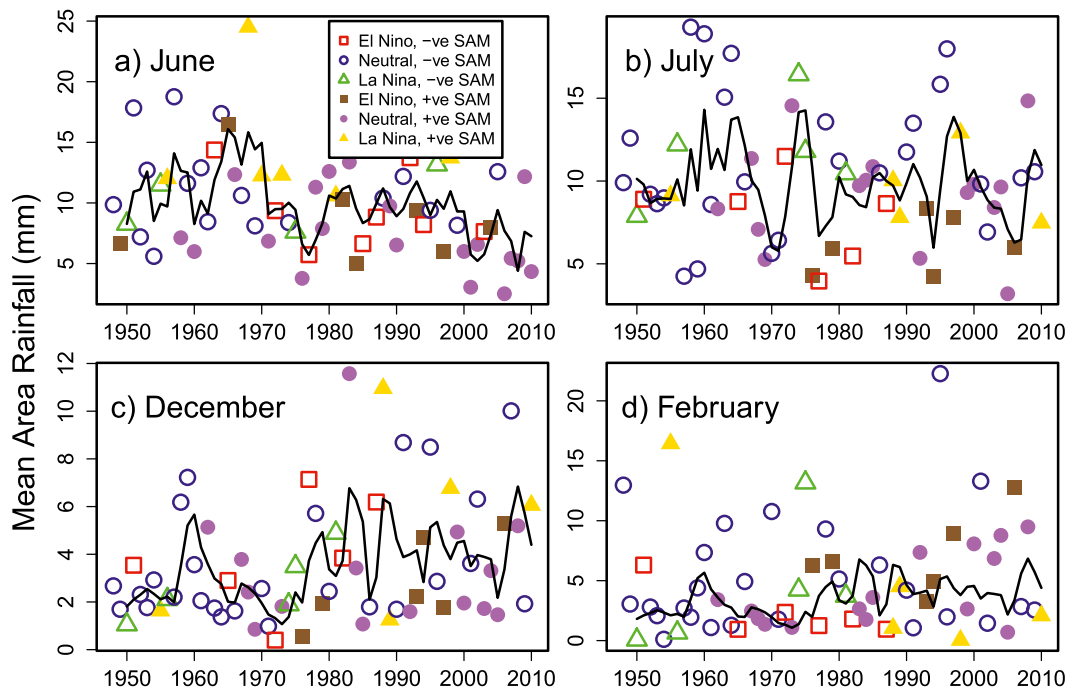 Mean Area Rainfall (mm)
a) June
El Nino, −ve SAM
Neutral, −ve SAM
La Nina, −ve SAM
El Nino, +ve SAM
Neutral, +ve SAM
La Nina, +ve SAM
25
20
15
10
5
1950 1960 1970 1980 1990 2000 2010
b) July
15
10
5
1950 1960 1970 1980 1990 2000 2010
c) December
12
10
8
6
4
2
0
1950 1960 1970 1980 1990 2000 2010
d) February
20
15
10
5
0
1950 1960 1970 1980 1990 2000 2010